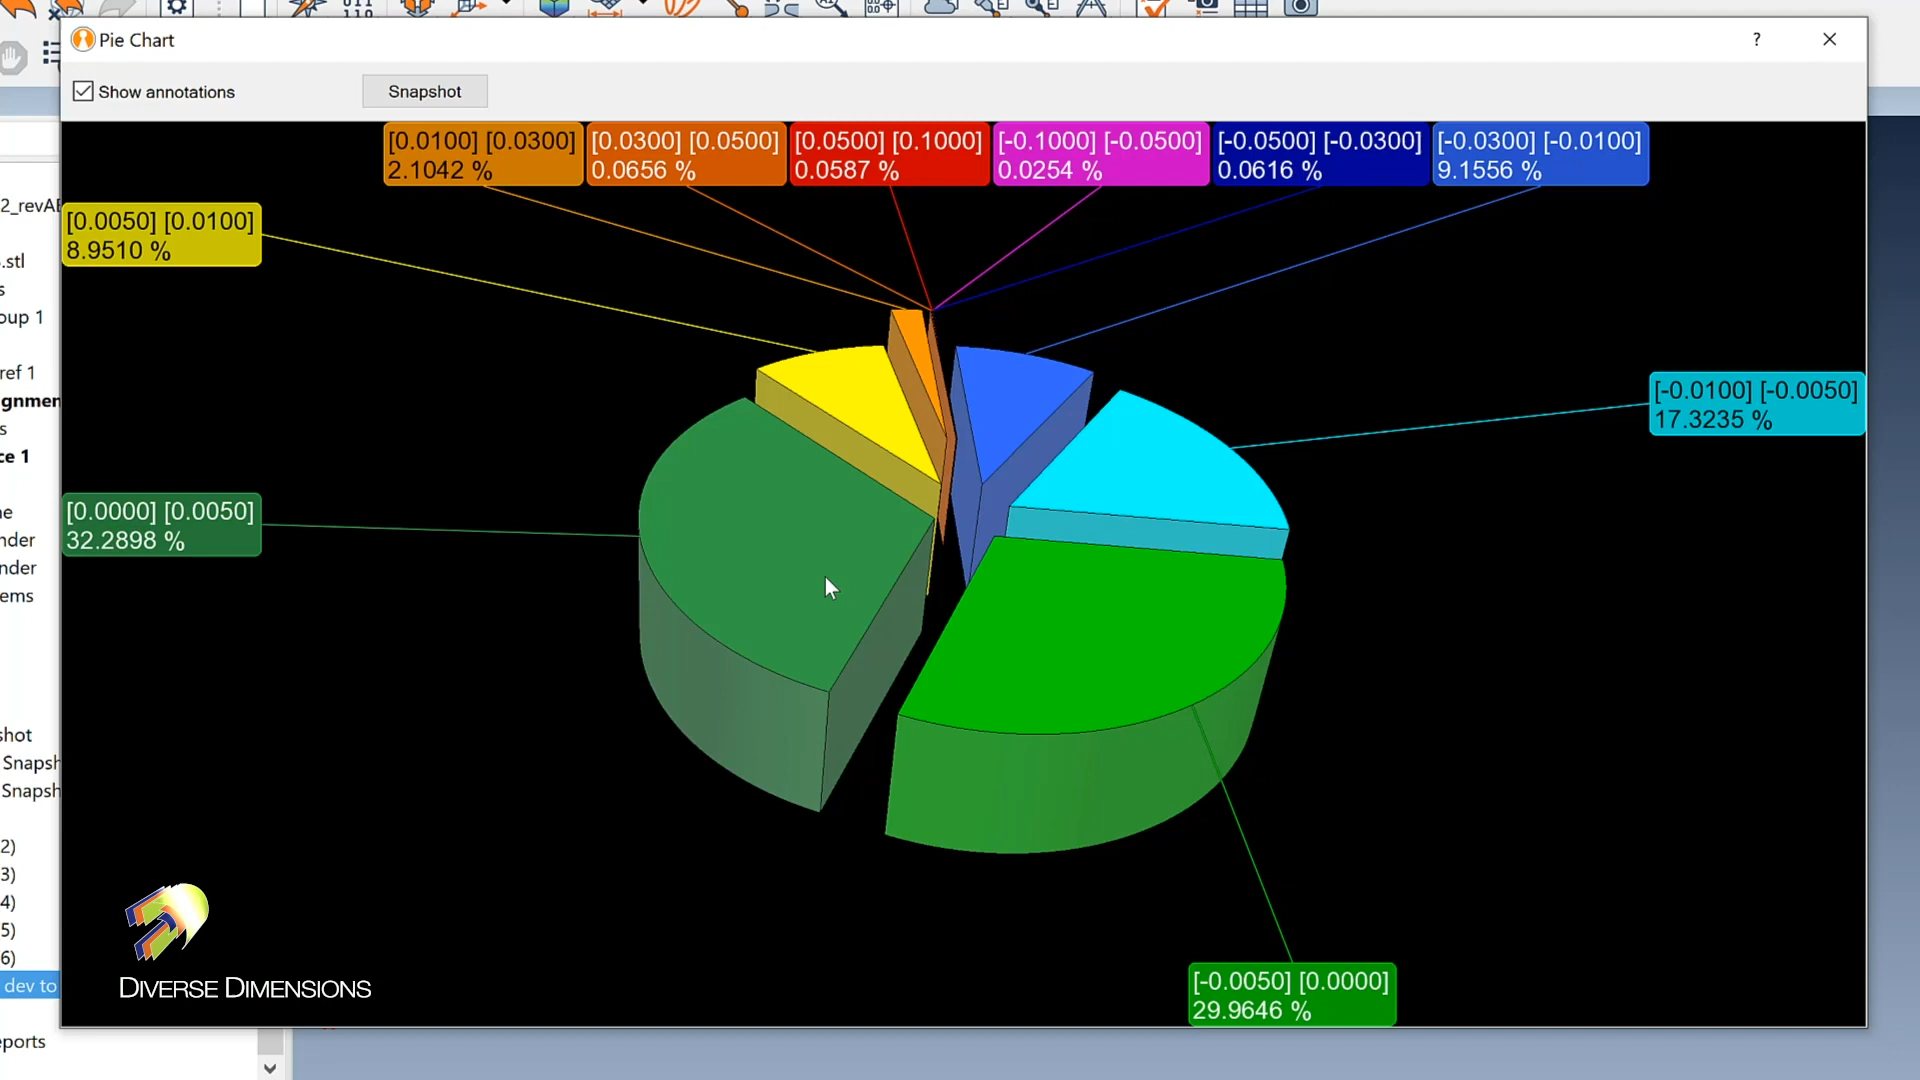 Pie Chart
?
Show annotations
Snapshot
[0.0100] [0.0300]
2.1042 %
[0.0300] [0.0500]
0.0656 %
[0.0500] [0.1000]
0.0587 %
[-0.1000] [-0.0500]
0.0254 %
[-0.0500] [-0.0300]
0.0616 %
[-0.0300] [-0.0100]
9.1556 %
[0.0050] [0.0100]
8.9510 %
[-0.0100] [-0.0050]
17.3235 %
[0.0000] [0.0050]
32.2898 %
[-0.0050] [0.0000]
29.9646 %
DIVERSE DIMENSIONS
2_revAB
.stl
s
oup 1
ref 1
gnmen
s
ce 1
ne
nder
nder
ems
shot
Snapsh
Snapsh
2)
3)
4)
5)
6)
dev to
eports